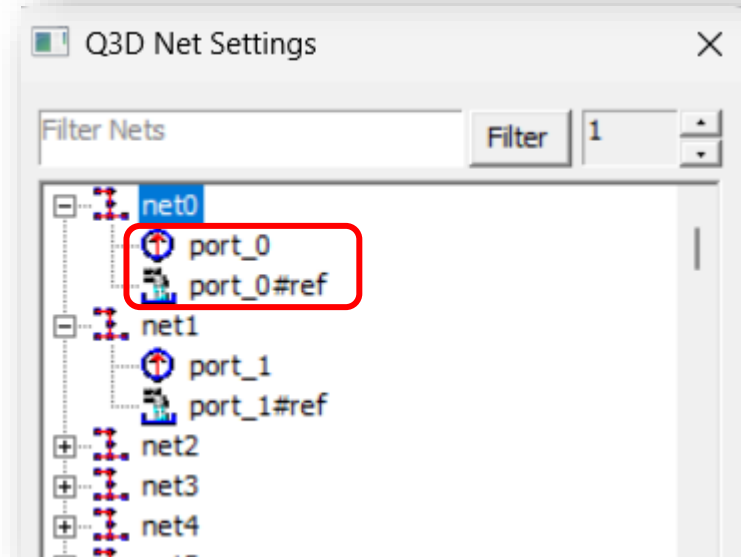 Q3D Net Settings
Filter Nets Filter 1
net0
port_0
port_0#ref
net1
port_1
port_1#ref
net2
net3
net4